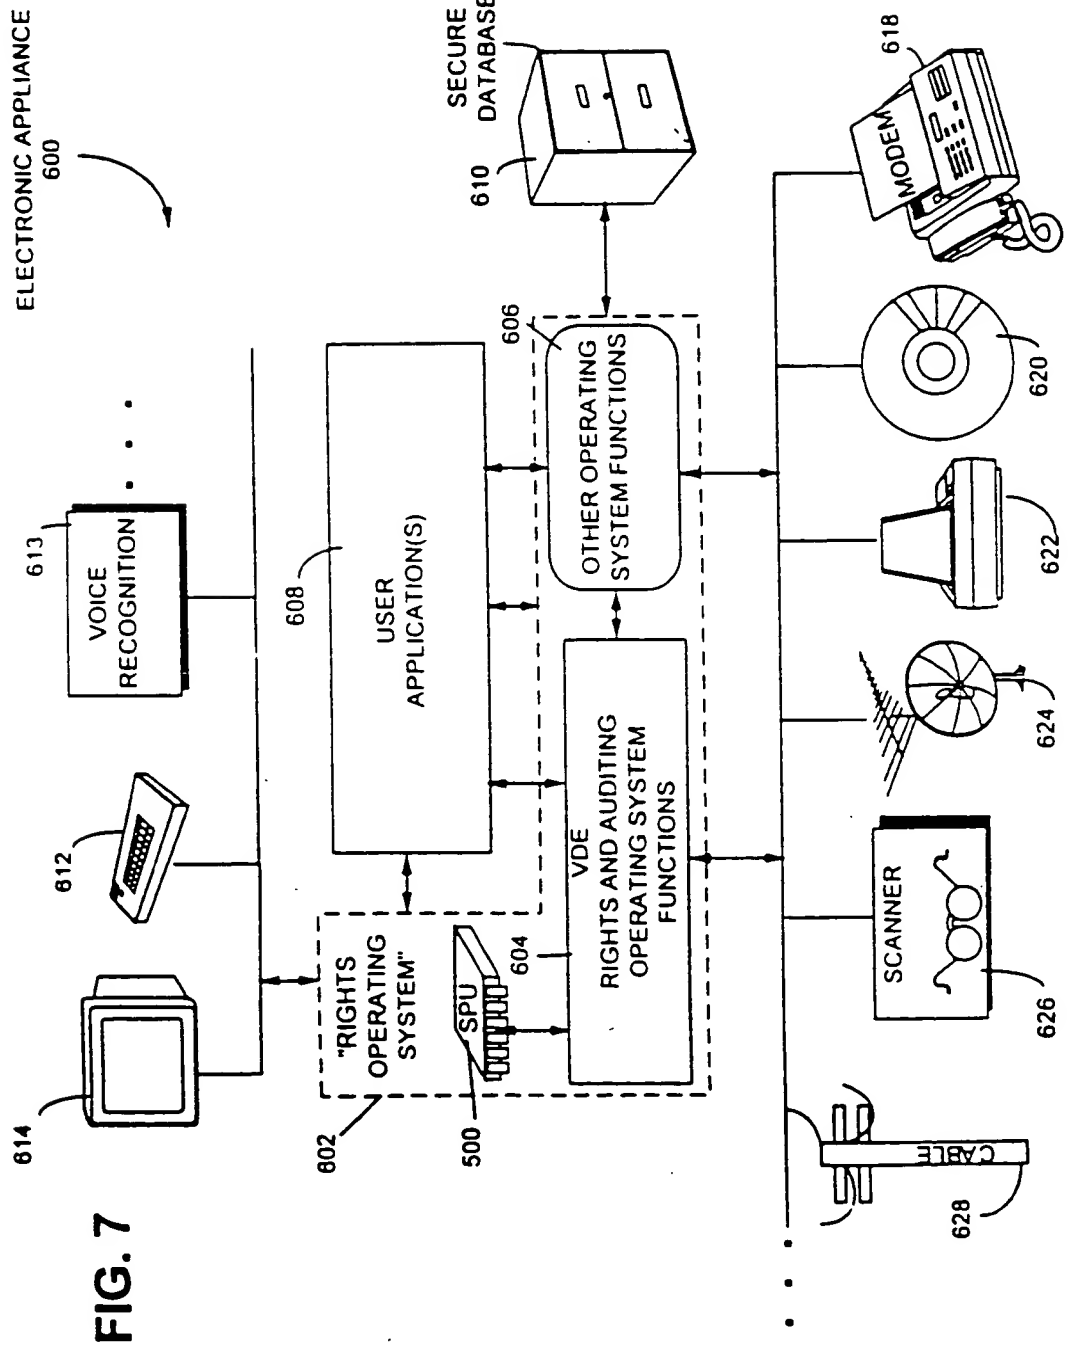 FIG. 7
ELECTRONIC APPLIANCE
600
614
612
613
VOICE
RECOGNITION
602
"RIGHTS
OPERATING
SYSTEM"
608
USER
APPLICATION(S)
500
SPU
604
VDE
RIGHTS AND AUDITING
OPERATING SYSTEM
FUNCTIONS
606
OTHER OPERATING
SYSTEM FUNCTIONS
610
SECURE
DATABASE
628
CABLE
626
SCANNER
624
622
620
618
MODEM